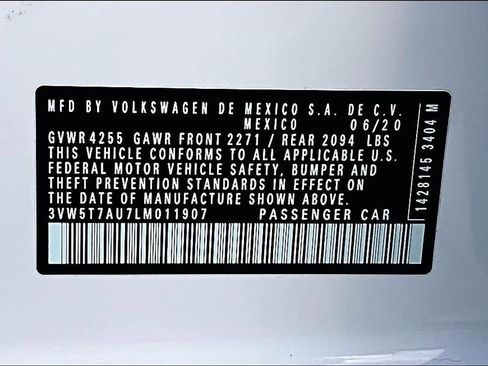 MFD BY VOLKSWAGEN DE MEXICO S.A. DE C.V.
MEXICO 06/20
GVWR 4255 GAWR FRONT 2271 / REAR 2094 LBS
THIS VEHICLE CONFORMS TO ALL APPLICABLE U.S.
FEDERAL MOTOR VEHICLE SAFETY, BUMPER AND
THEFT PREVENTION STANDARDS IN EFFECT ON
THE DATE OF MANUFACTURE SHOWN ABOVE.
3VW5T7AU7LM011907 PASSENGER CAR
1428145 3404 M